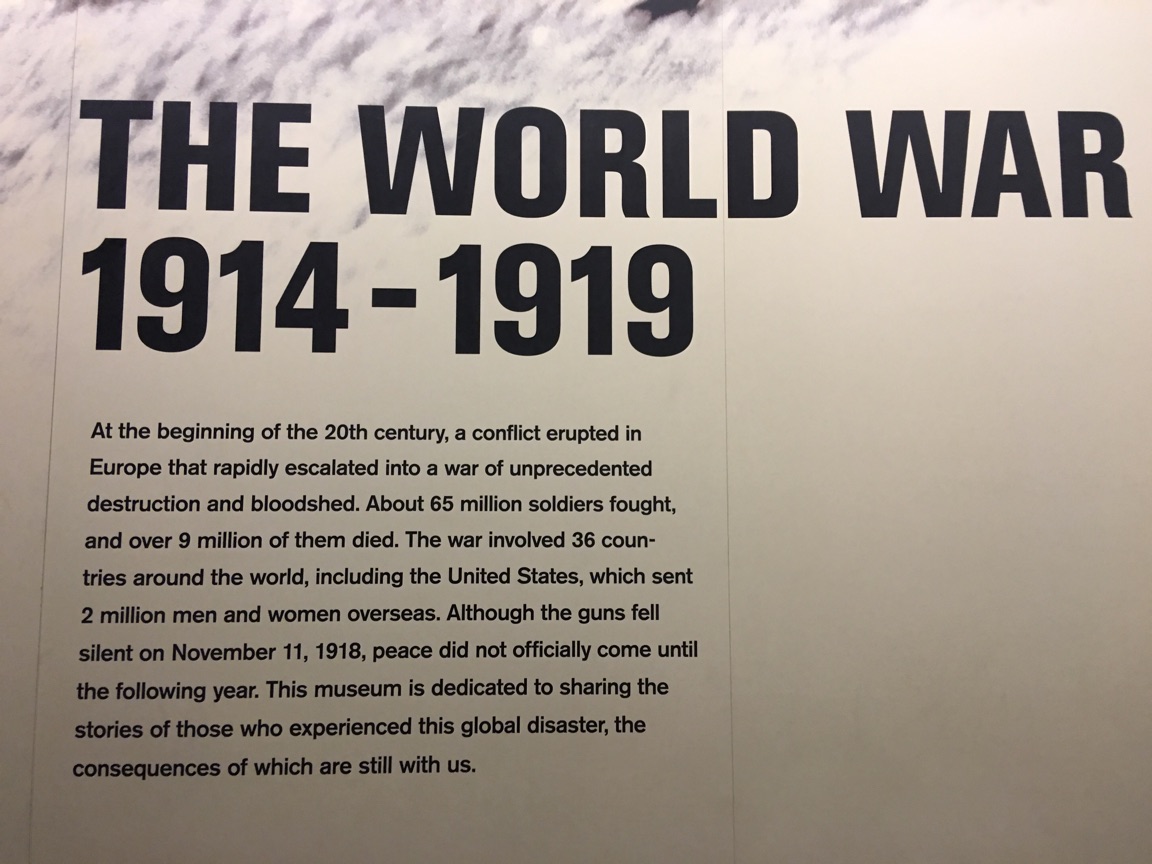 THE WORLD WAR
1914 - 1919
At the beginning of the 20th century, a conflict erupted in
Europe that rapidly escalated into a war of unprecedented
destruction and bloodshed. About 65 million soldiers fought,
and over 9 million of them died. The war involved 36 coun-
tries around the world, including the United States, which sent
2 million men and women overseas. Although the guns fell
silent on November 11, 1918, peace did not officially come until
the following year. This museum is dedicated to sharing the
stories of those who experienced this global disaster, the
consequences of which are still with us.